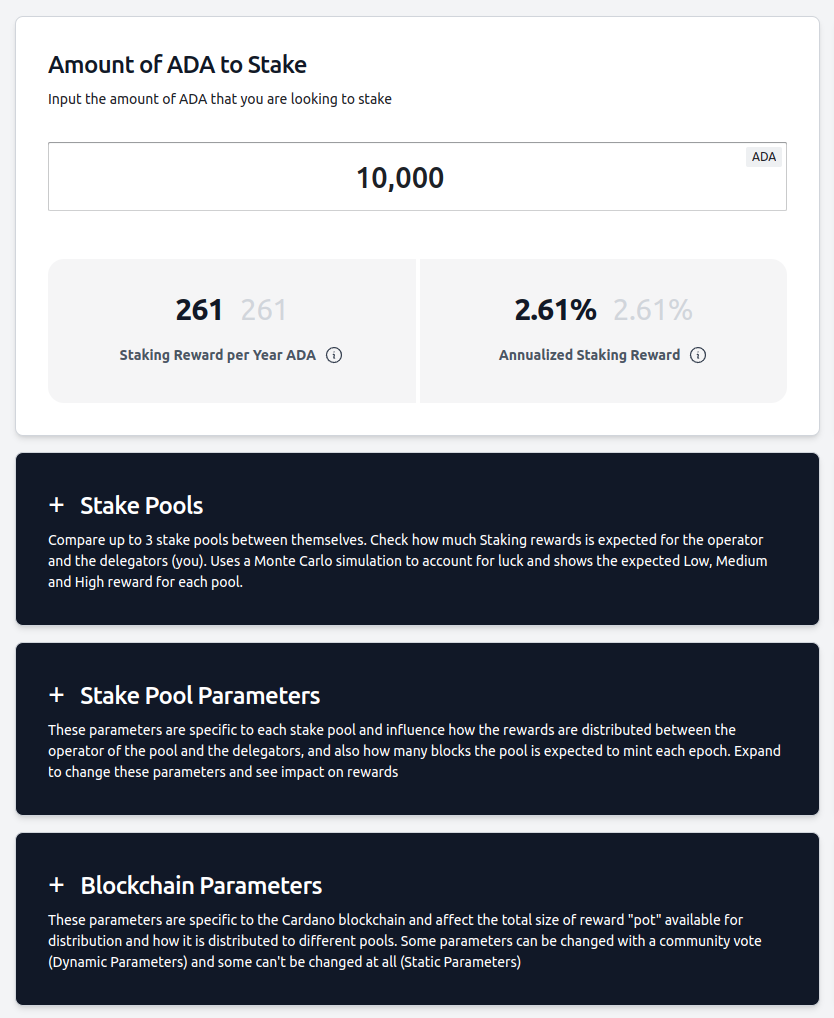 Amount of ADA to Stake
Input the amount of ADA that you are looking to stake
ADA
10,000
261 261
Staking Reward per Year ADA
2.61% 2.61%
Annualized Staking Reward
+ Stake Pools
Compare up to 3 stake pools between themselves. Check how much Staking rewards is expected for the operator
and the delegators (you). Uses a Monte Carlo simulation to account for luck and shows the expected Low, Medium
and High reward for each pool.
+ Stake Pool Parameters
These parameters are specific to each stake pool and influence how the rewards are distributed between the
operator of the pool and the delegators, and also how many blocks the pool is expected to mint each epoch. Expand
to change these parameters and see impact on rewards
+ Blockchain Parameters
These parameters are specific to the Cardano blockchain and affect the total size of reward "pot" available for
distribution and how it is distributed to different pools. Some parameters can be changed with a community vote
(Dynamic Parameters) and some can't be changed at all (Static Parameters)